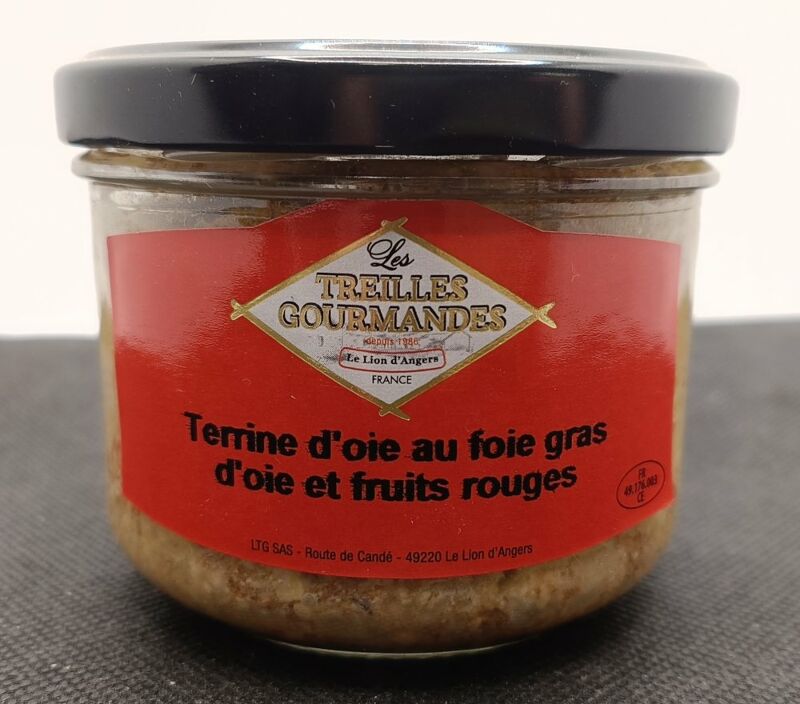 Les
TREILLES
GOURMANDES
depuis 1986
Le Lion d'Angers
FRANCE
Terrine d'oie au foie gras
d'oie et fruits rouges
FR
49.176.003
CE
LTG SAS - Route de Candé - 49220 Le Lion d'Angers